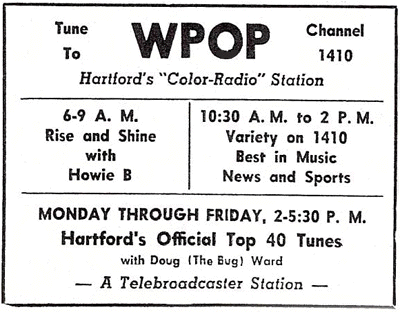 Tune To WPOP Channel 1410
Hartford's "Color-Radio" Station
6-9 A. M.
Rise and Shine
with
Howie B
10:30 A. M. to 2 P. M.
Variety on 1410
Best in Music
News and Sports
MONDAY THROUGH FRIDAY, 2-5:30 P. M.
Hartford's Official Top 40 Tunes
with Doug (The Bug) Ward
— A Telebroadcaster Station —